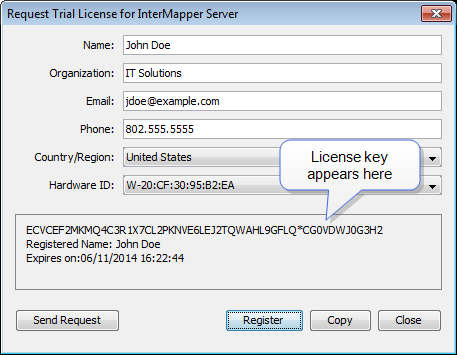 Request Trial License for InterMapper Server
Name: John Doe
Organization: IT Solutions
Email: jdoe@example.com
Phone: 802.555.5555
Country/Region: United States
Hardware ID: W-20:CF:30:95:B2:EA
License key
appears here
ECVCEF2MKMQ4C3R1X7CL2PKNVE6LEJ2TQWAHL9GFLQ*CG0VDWJ0G3H2
Registered Name: John Doe
Expires on:06/11/2014 16:22:44
Send Request Register Copy Close